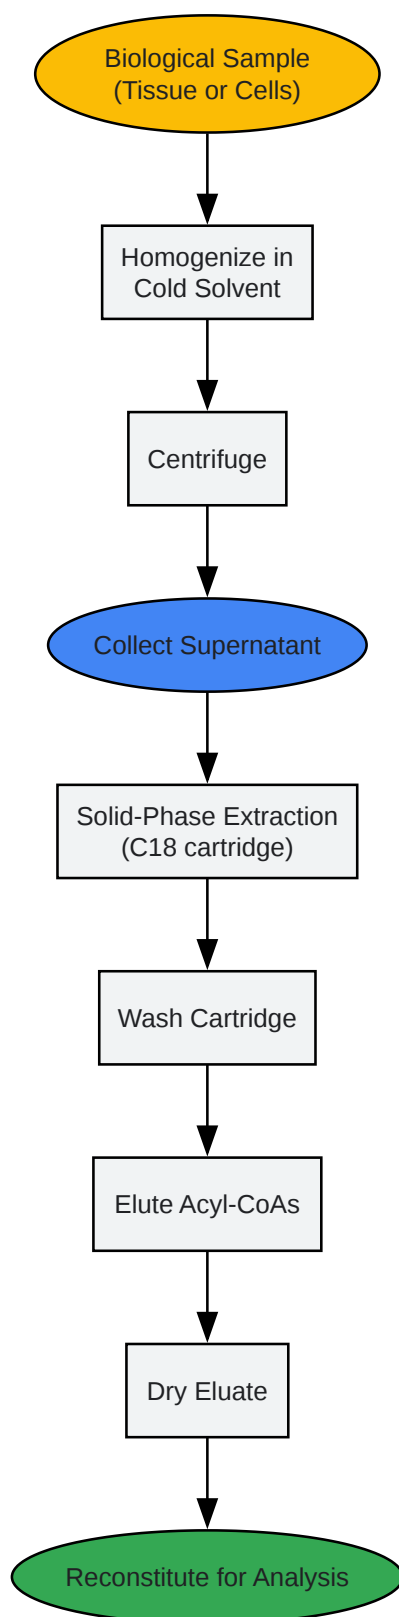 Biological Sample
(Tissue or Cells)
Homogenize in
Cold Solvent
Centrifuge
Collect Supernatant
Solid-Phase Extraction
(C18 cartridge)
Wash Cartridge
Elute Acyl-CoAs
Dry Eluate
Reconstitute for Analysis